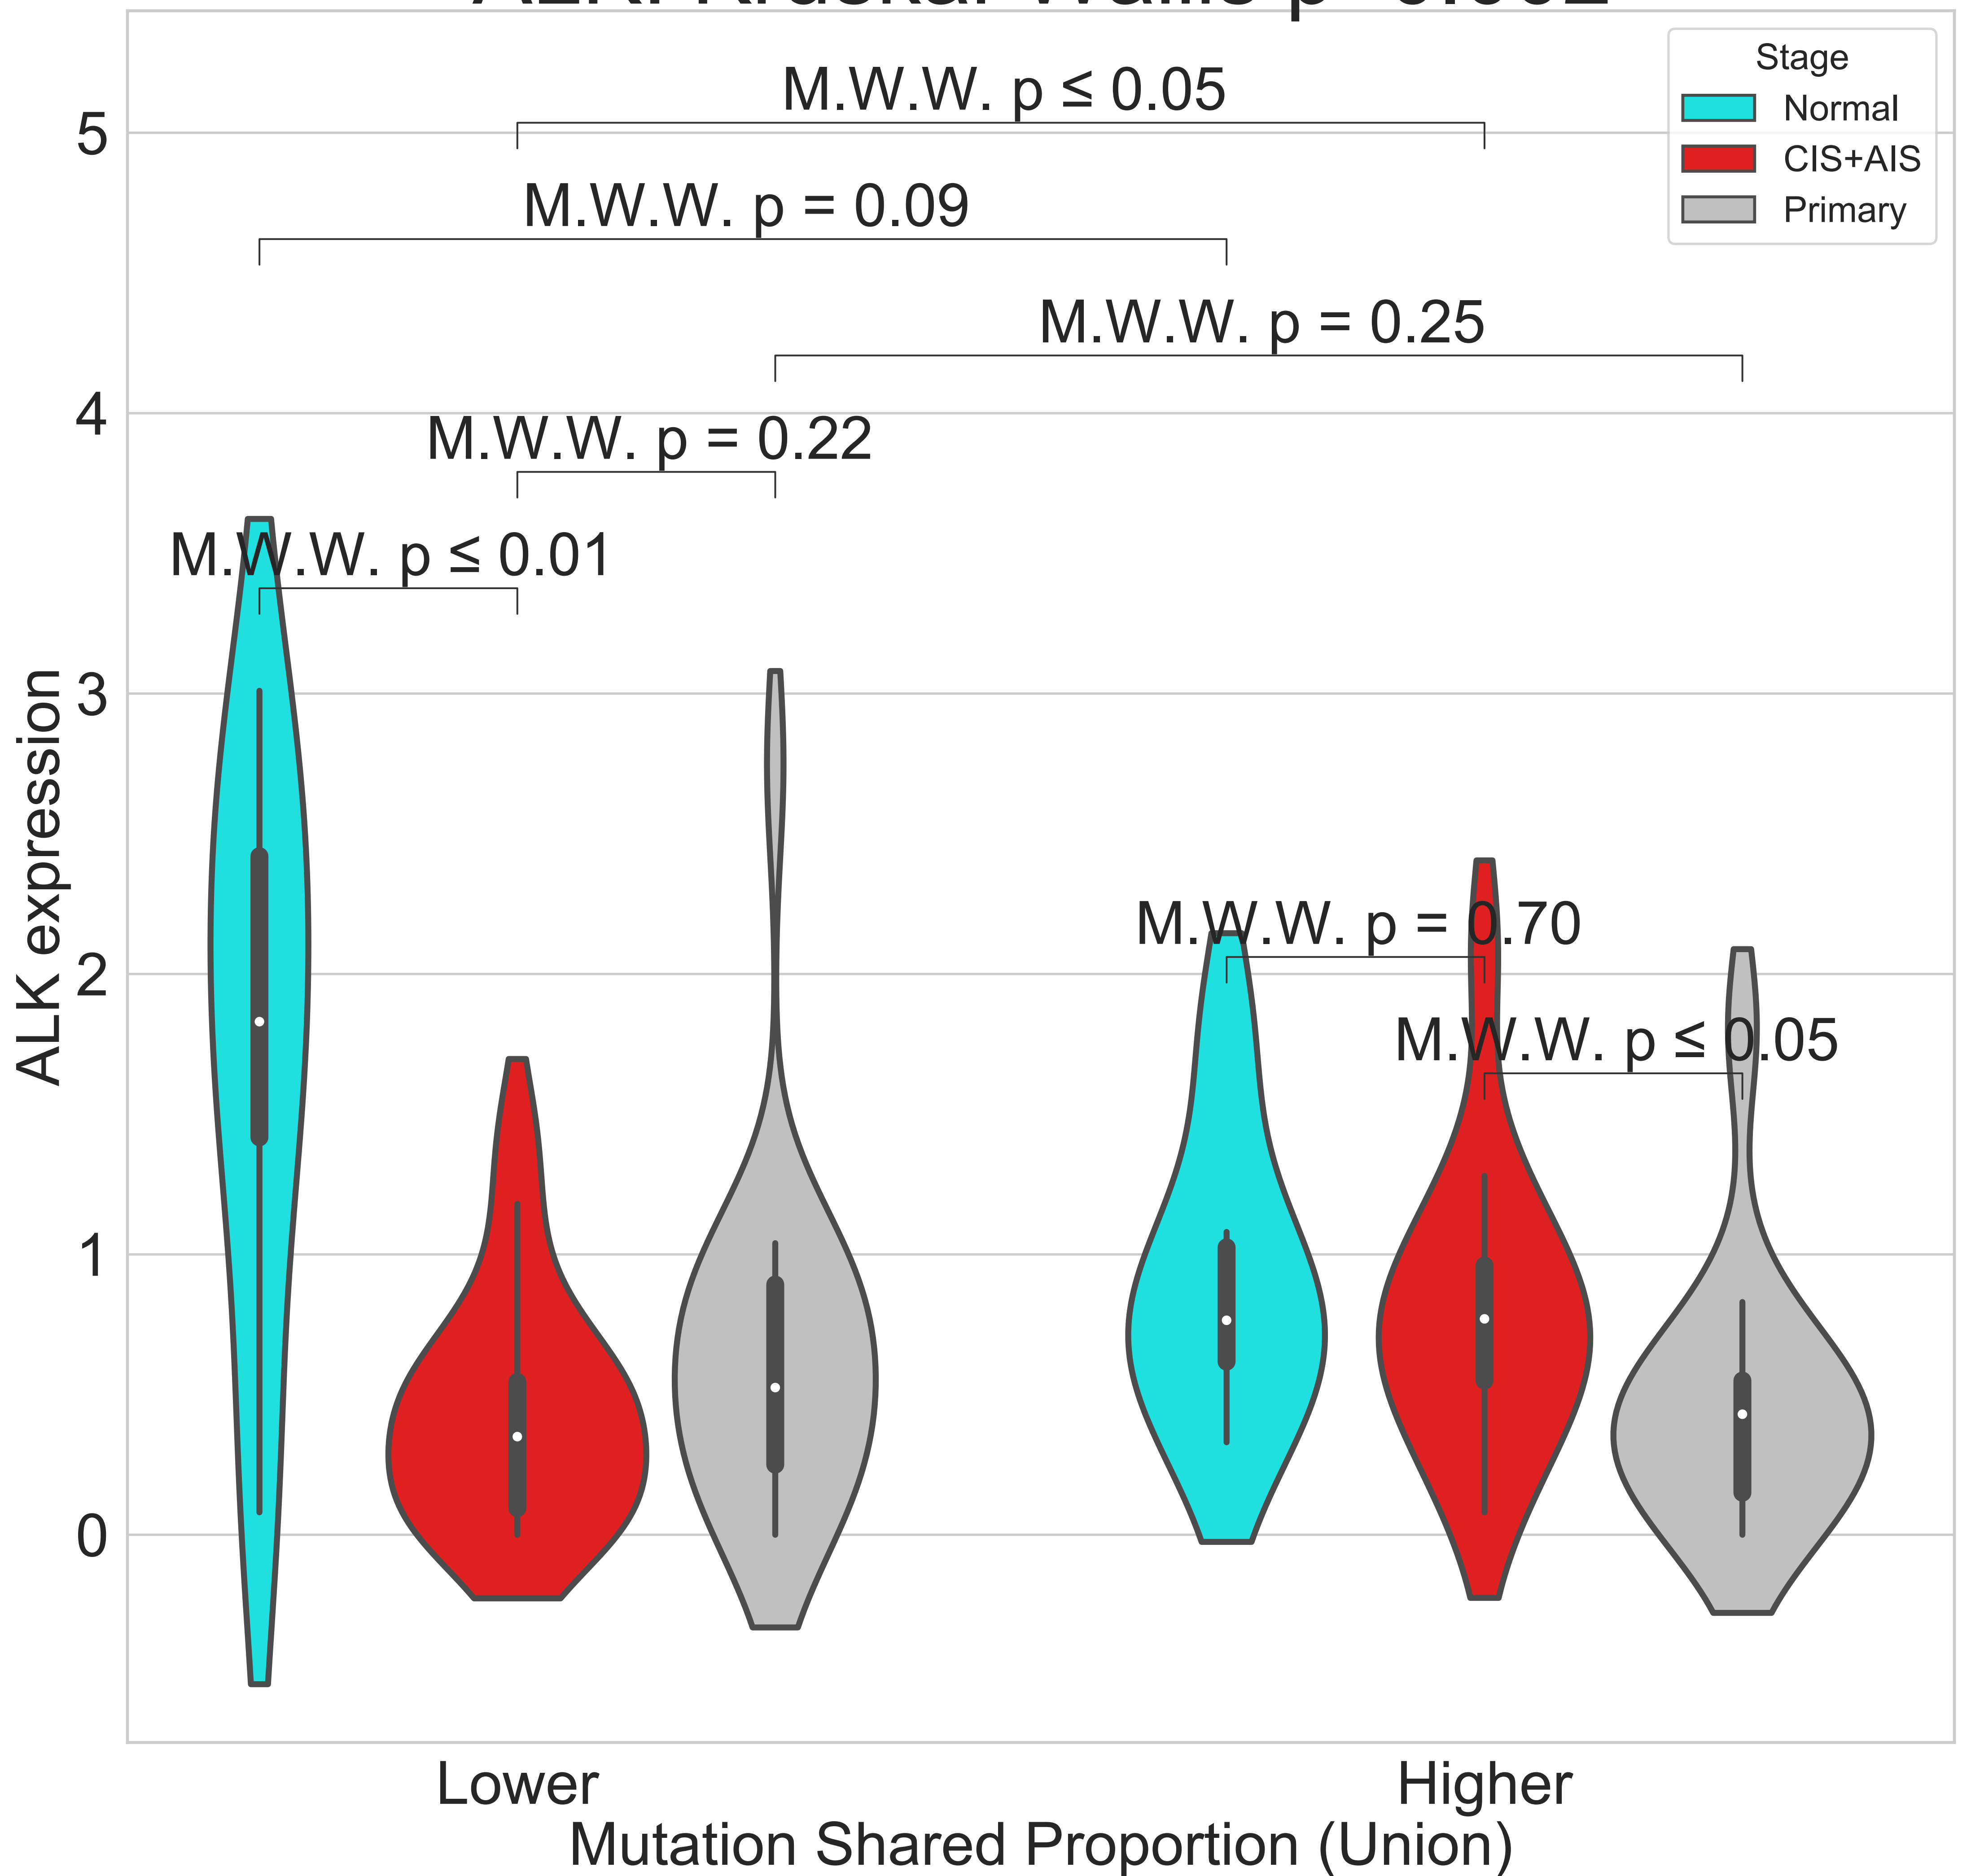 M.W.W. p ≤ 0.05
Stage
Normal
CIS+AIS
Primary
M.W.W. p = 0.09
M.W.W. p = 0.25
M.W.W. p = 0.22
M.W.W. p ≤ 0.01
M.W.W. p = 0.70
M.W.W. p ≤ 0.05
5
4
3
2
1
0
ALK expression
Lower
Higher
Mutation Shared Proportion (Union)